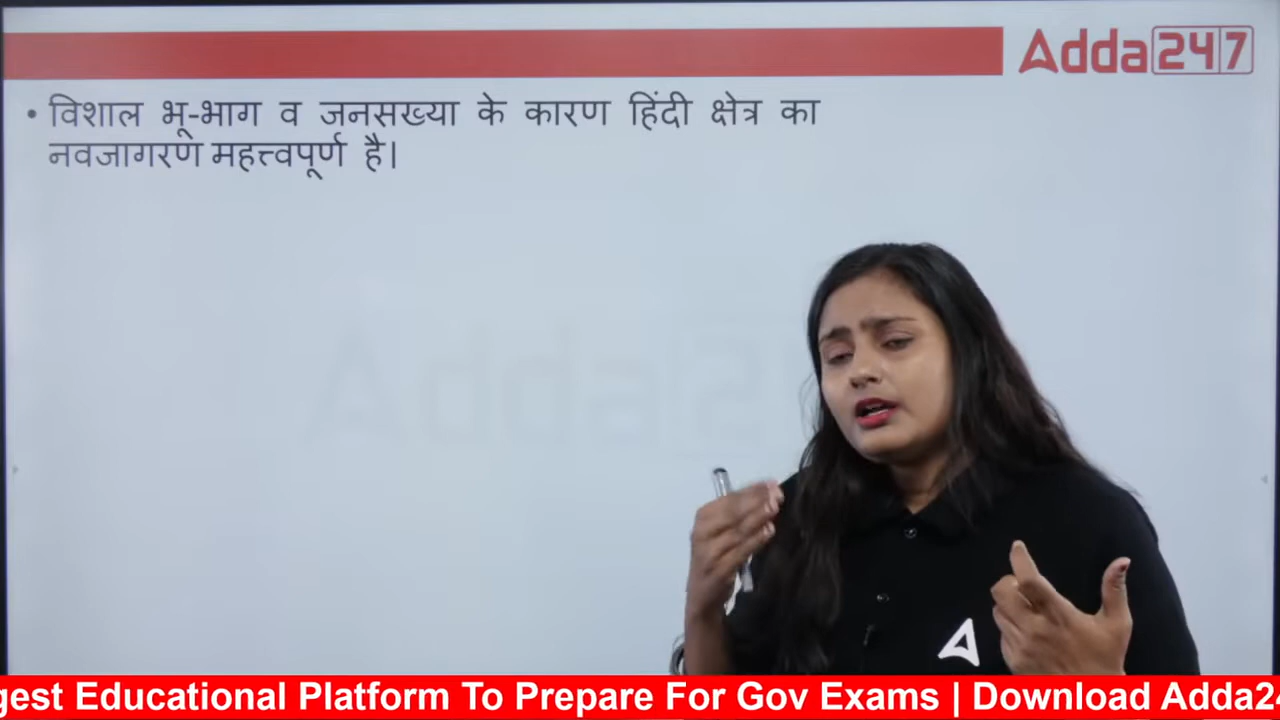 Adda247
• विशाल भू-भाग व जनसख्या के कारण हिंदी क्षेत्र का
नवजागरण महत्त्वपूर्ण है।
gest Educational Platform To Prepare For Gov Exams | Download Adda24